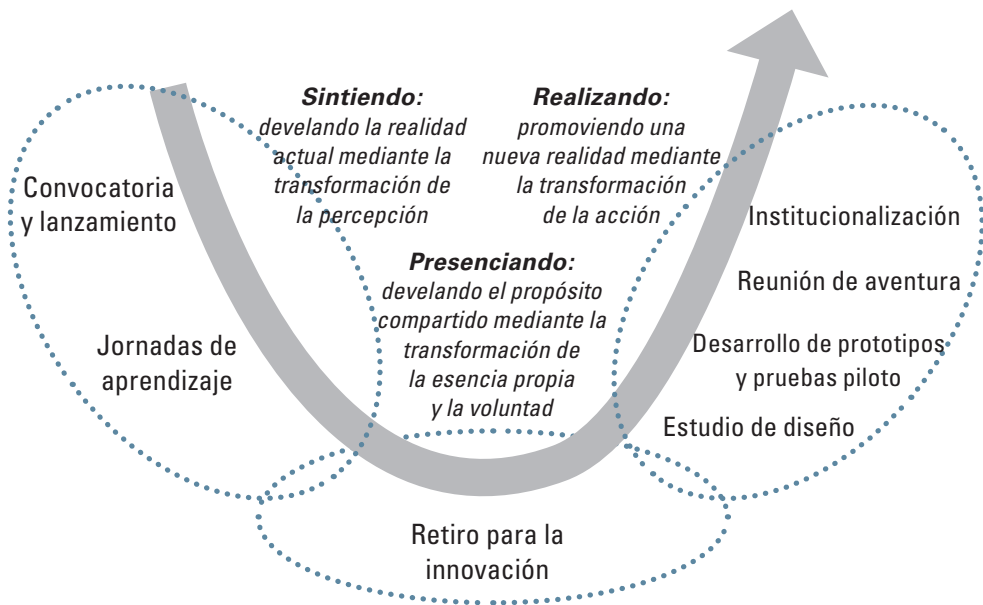 Sintiendo:
develando la realidad
actual mediante la
transformación de
la percepción
Realizando:
promoviendo una
nueva realidad mediante
la transformación
de la acción
Convocatoria
y lanzamiento
Jornadas de
aprendizaje
Presenciando:
develando el propósito
compartido mediante la
transformación de
la esencia propia
y la voluntad
Institucionalización
Reunión de aventura
Desarrollo de prototipos
y pruebas piloto
Estudio de diseño
Retiro para la
innovación